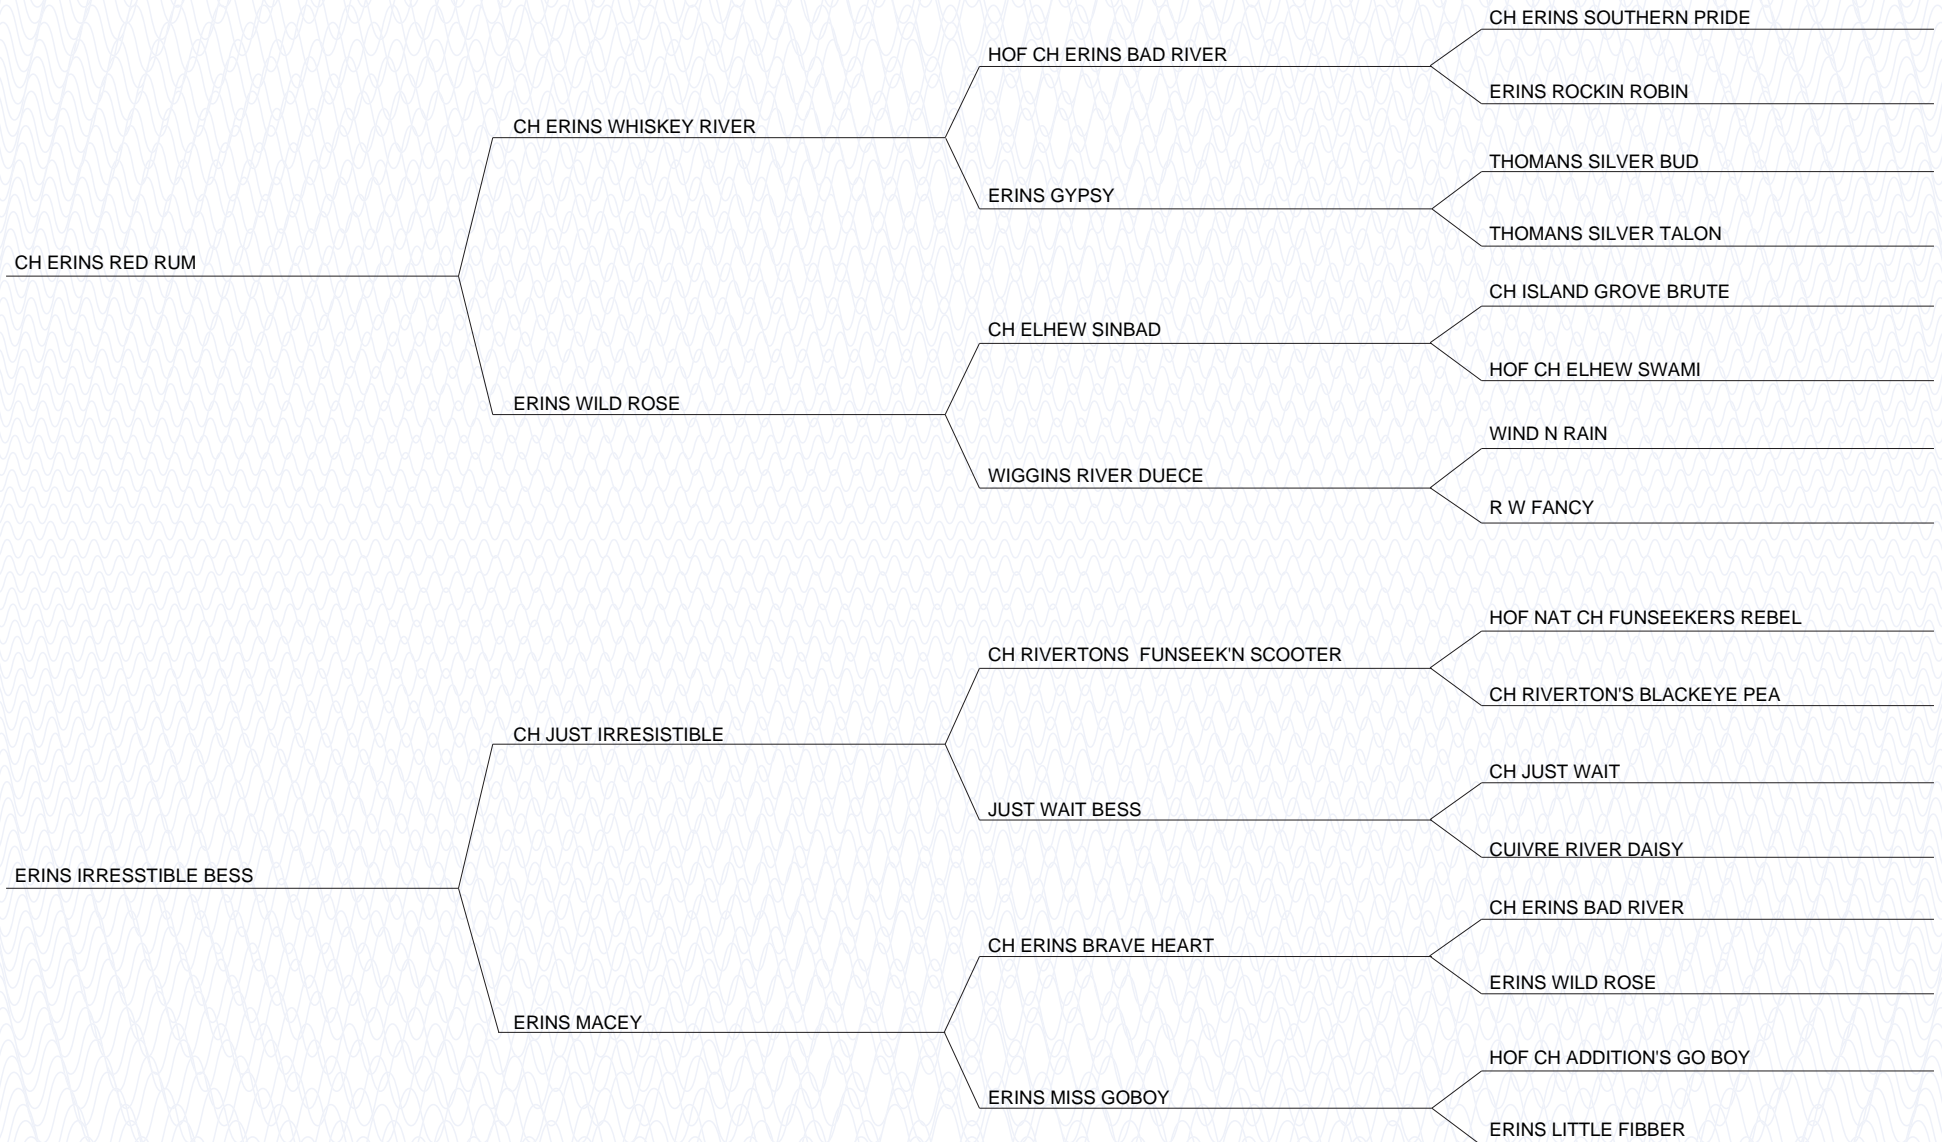 CH ERINS SOUTHERN PRIDE
HOF CH ERINS BAD RIVER
ERINS ROCKIN ROBIN
CH ERINS WHISKEY RIVER
THOMANS SILVER BUD
ERINS GYPSY
THOMANS SILVER TALON
CH ERINS RED RUM
CH ISLAND GROVE BRUTE
CH ELHEW SINBAD
HOF CH ELHEW SWAMI
ERINS WILD ROSE
WIND N RAIN
WIGGINS RIVER DUECE
R W FANCY
HOF NAT CH FUNSEEKERS REBEL
CH RIVERTONS  FUNSEEK'N SCOOTER
CH RIVERTON'S BLACKEYE PEA
CH JUST IRRESISTIBLE
CH JUST WAIT
JUST WAIT BESS
CUIVRE RIVER DAISY
ERINS IRRESSTIBLE BESS
CH ERINS BAD RIVER
CH ERINS BRAVE HEART
ERINS WILD ROSE
ERINS MACEY
HOF CH ADDITION'S GO BOY
ERINS MISS GOBOY
ERINS LITTLE FIBBER